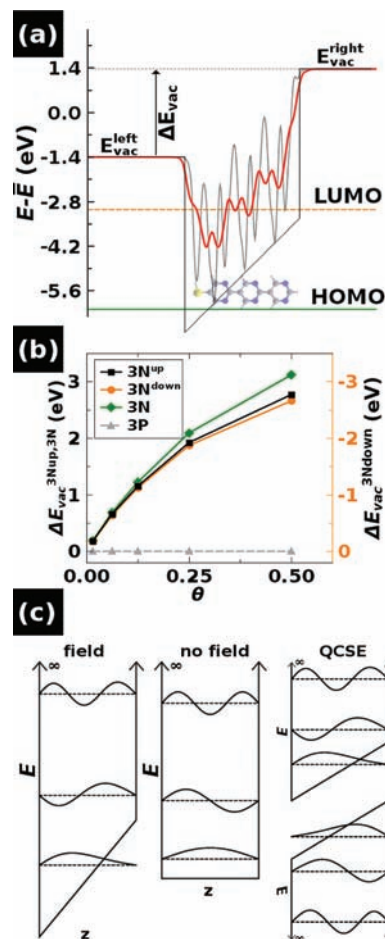 (a)
E-Ē (eV)
1.4
0.0
-1.4
-2.8
-4.2
-5.6
E_vac^left
ΔE_vac
E_vac^right
LUMO
HOMO
(b)
ΔE_vac^3Nup,3N (eV)
3
2
1
0
3N^up
3N^down
3N
3P
-3
-2
-1
0
ΔE_vac^3Ndown (eV)
0.00 0.25 0.50
θ
(c)
field no field QCSE
∞ ∞ ∞
E E E
E
z z ∞